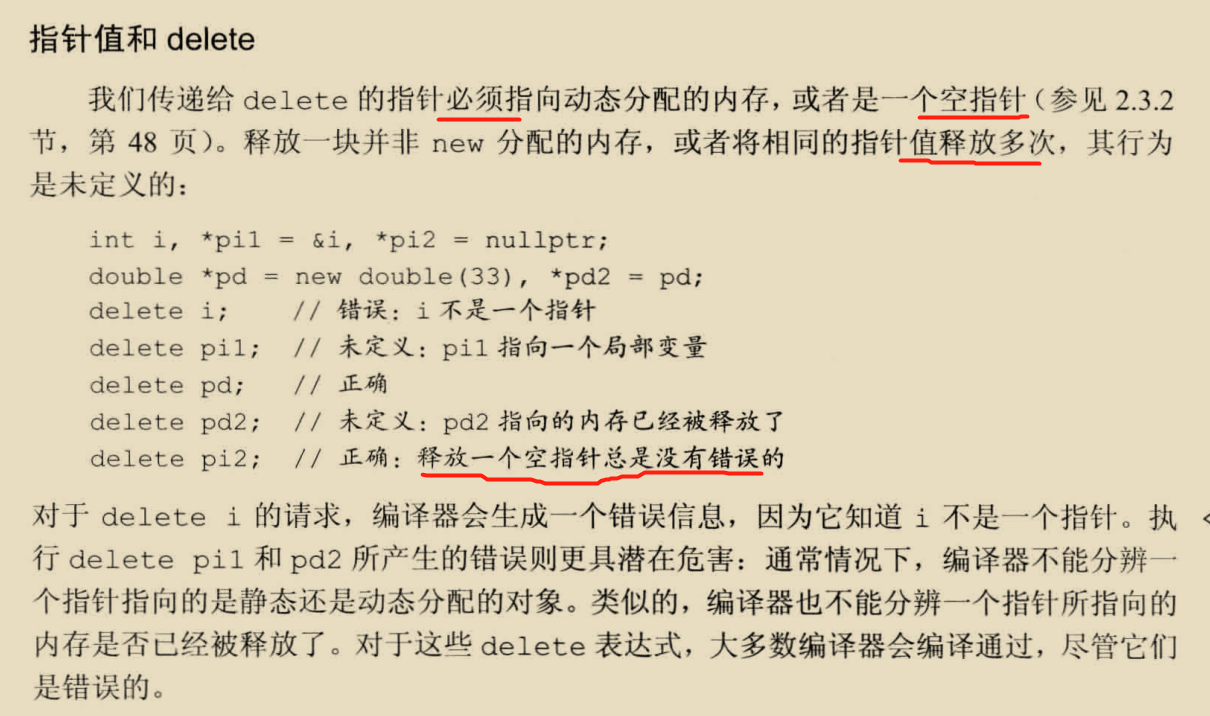 指针值和 delete
我们传递给 delete 的指针必须指向动态分配的内存，或者是一个空指针（参见 2.3.2
节，第 48 页）。释放一块并非 new 分配的内存，或者将相同的指针值释放多次，其行为
是未定义的：
int i, *pi1 = &i, *pi2 = nullptr;
double *pd = new double(33), *pd2 = pd;
delete i;    // 错误：i 不是一个指针
delete pi1;  // 未定义：pi1 指向一个局部变量
delete pd;   // 正确
delete pd2;  // 未定义：pd2 指向的内存已经被释放了
delete pi2;  // 正确：释放一个空指针总是没有错误的
对于 delete i 的请求，编译器会生成一个错误信息，因为它知道 i 不是一个指针。执
行 delete pi1 和 pd2 所产生的错误则更具潜在危害：通常情况下，编译器不能分辨一
个指针指向的是静态还是动态分配的对象。类似的，编译器也不能分辨一个指针所指向的
内存是否已经被释放了。对于这些 delete 表达式，大多数编译器会编译通过，尽管它们
是错误的。